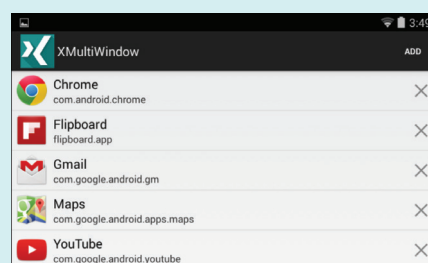 3:49
XMultiWindow
ADD
Chrome
com.android.chrome
Flipboard
flipboard.app
Gmail
com.google.android.gm
Maps
com.google.android.apps.maps
YouTube
com.google.android.youtube